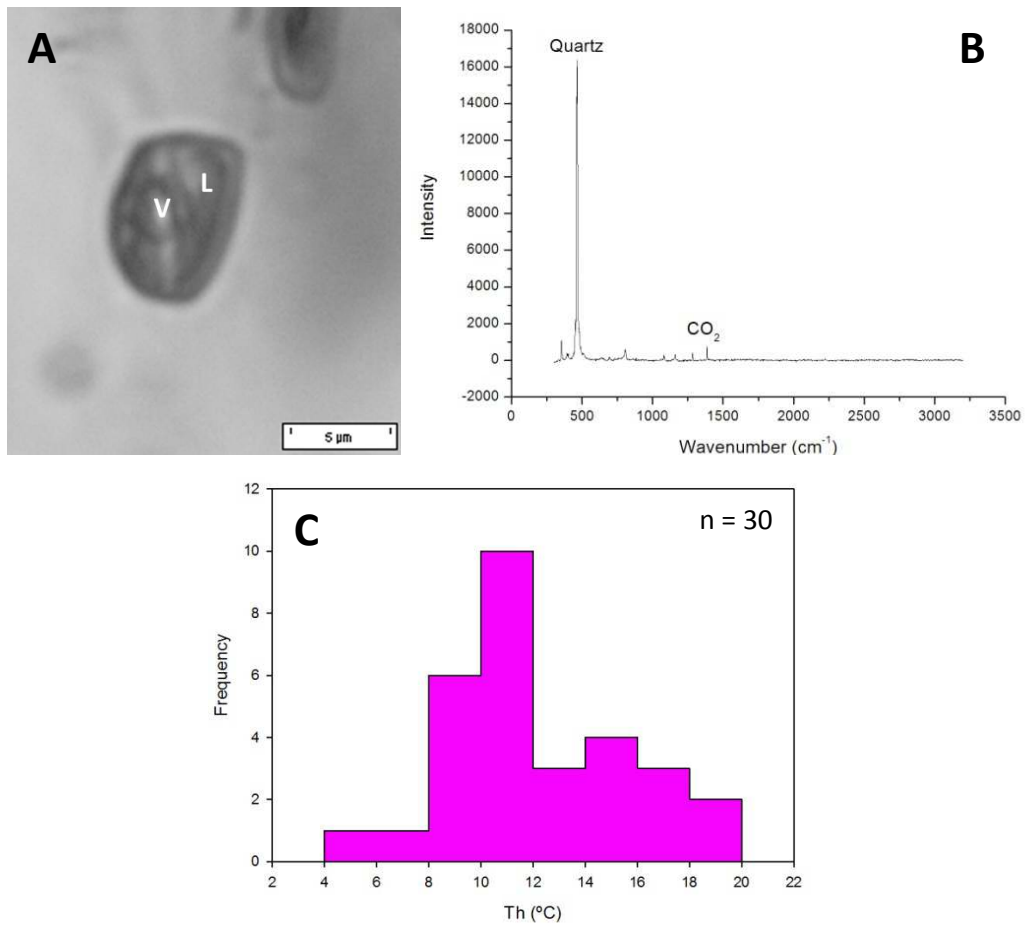 A
V
L
5 µm
B
Quartz
CO2
18000
16000
14000
12000
10000
8000
6000
4000
2000
0
-2000
Intensity
0 500 1000 1500 2000 2500 3000 3500
Wavenumber (cm-1)
C
n = 30
12
10
8
6
4
2
0
Frequency
2 4 6 8 10 12 14 16 18 20 22
Th (ºC)